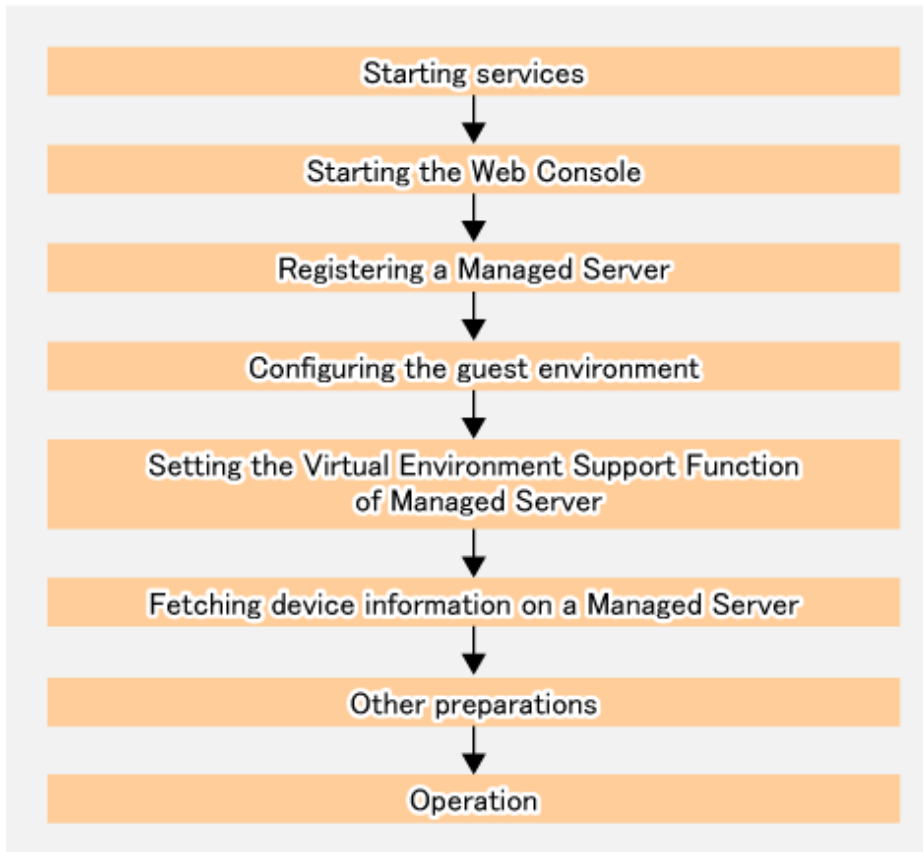 Starting services
Starting the Web Console
Registering a Managed Server
Configuring the guest environment
Setting the Virtual Environment Support Function
of Managed Server
Fetching device information on a Managed Server
Other preparations
Operation